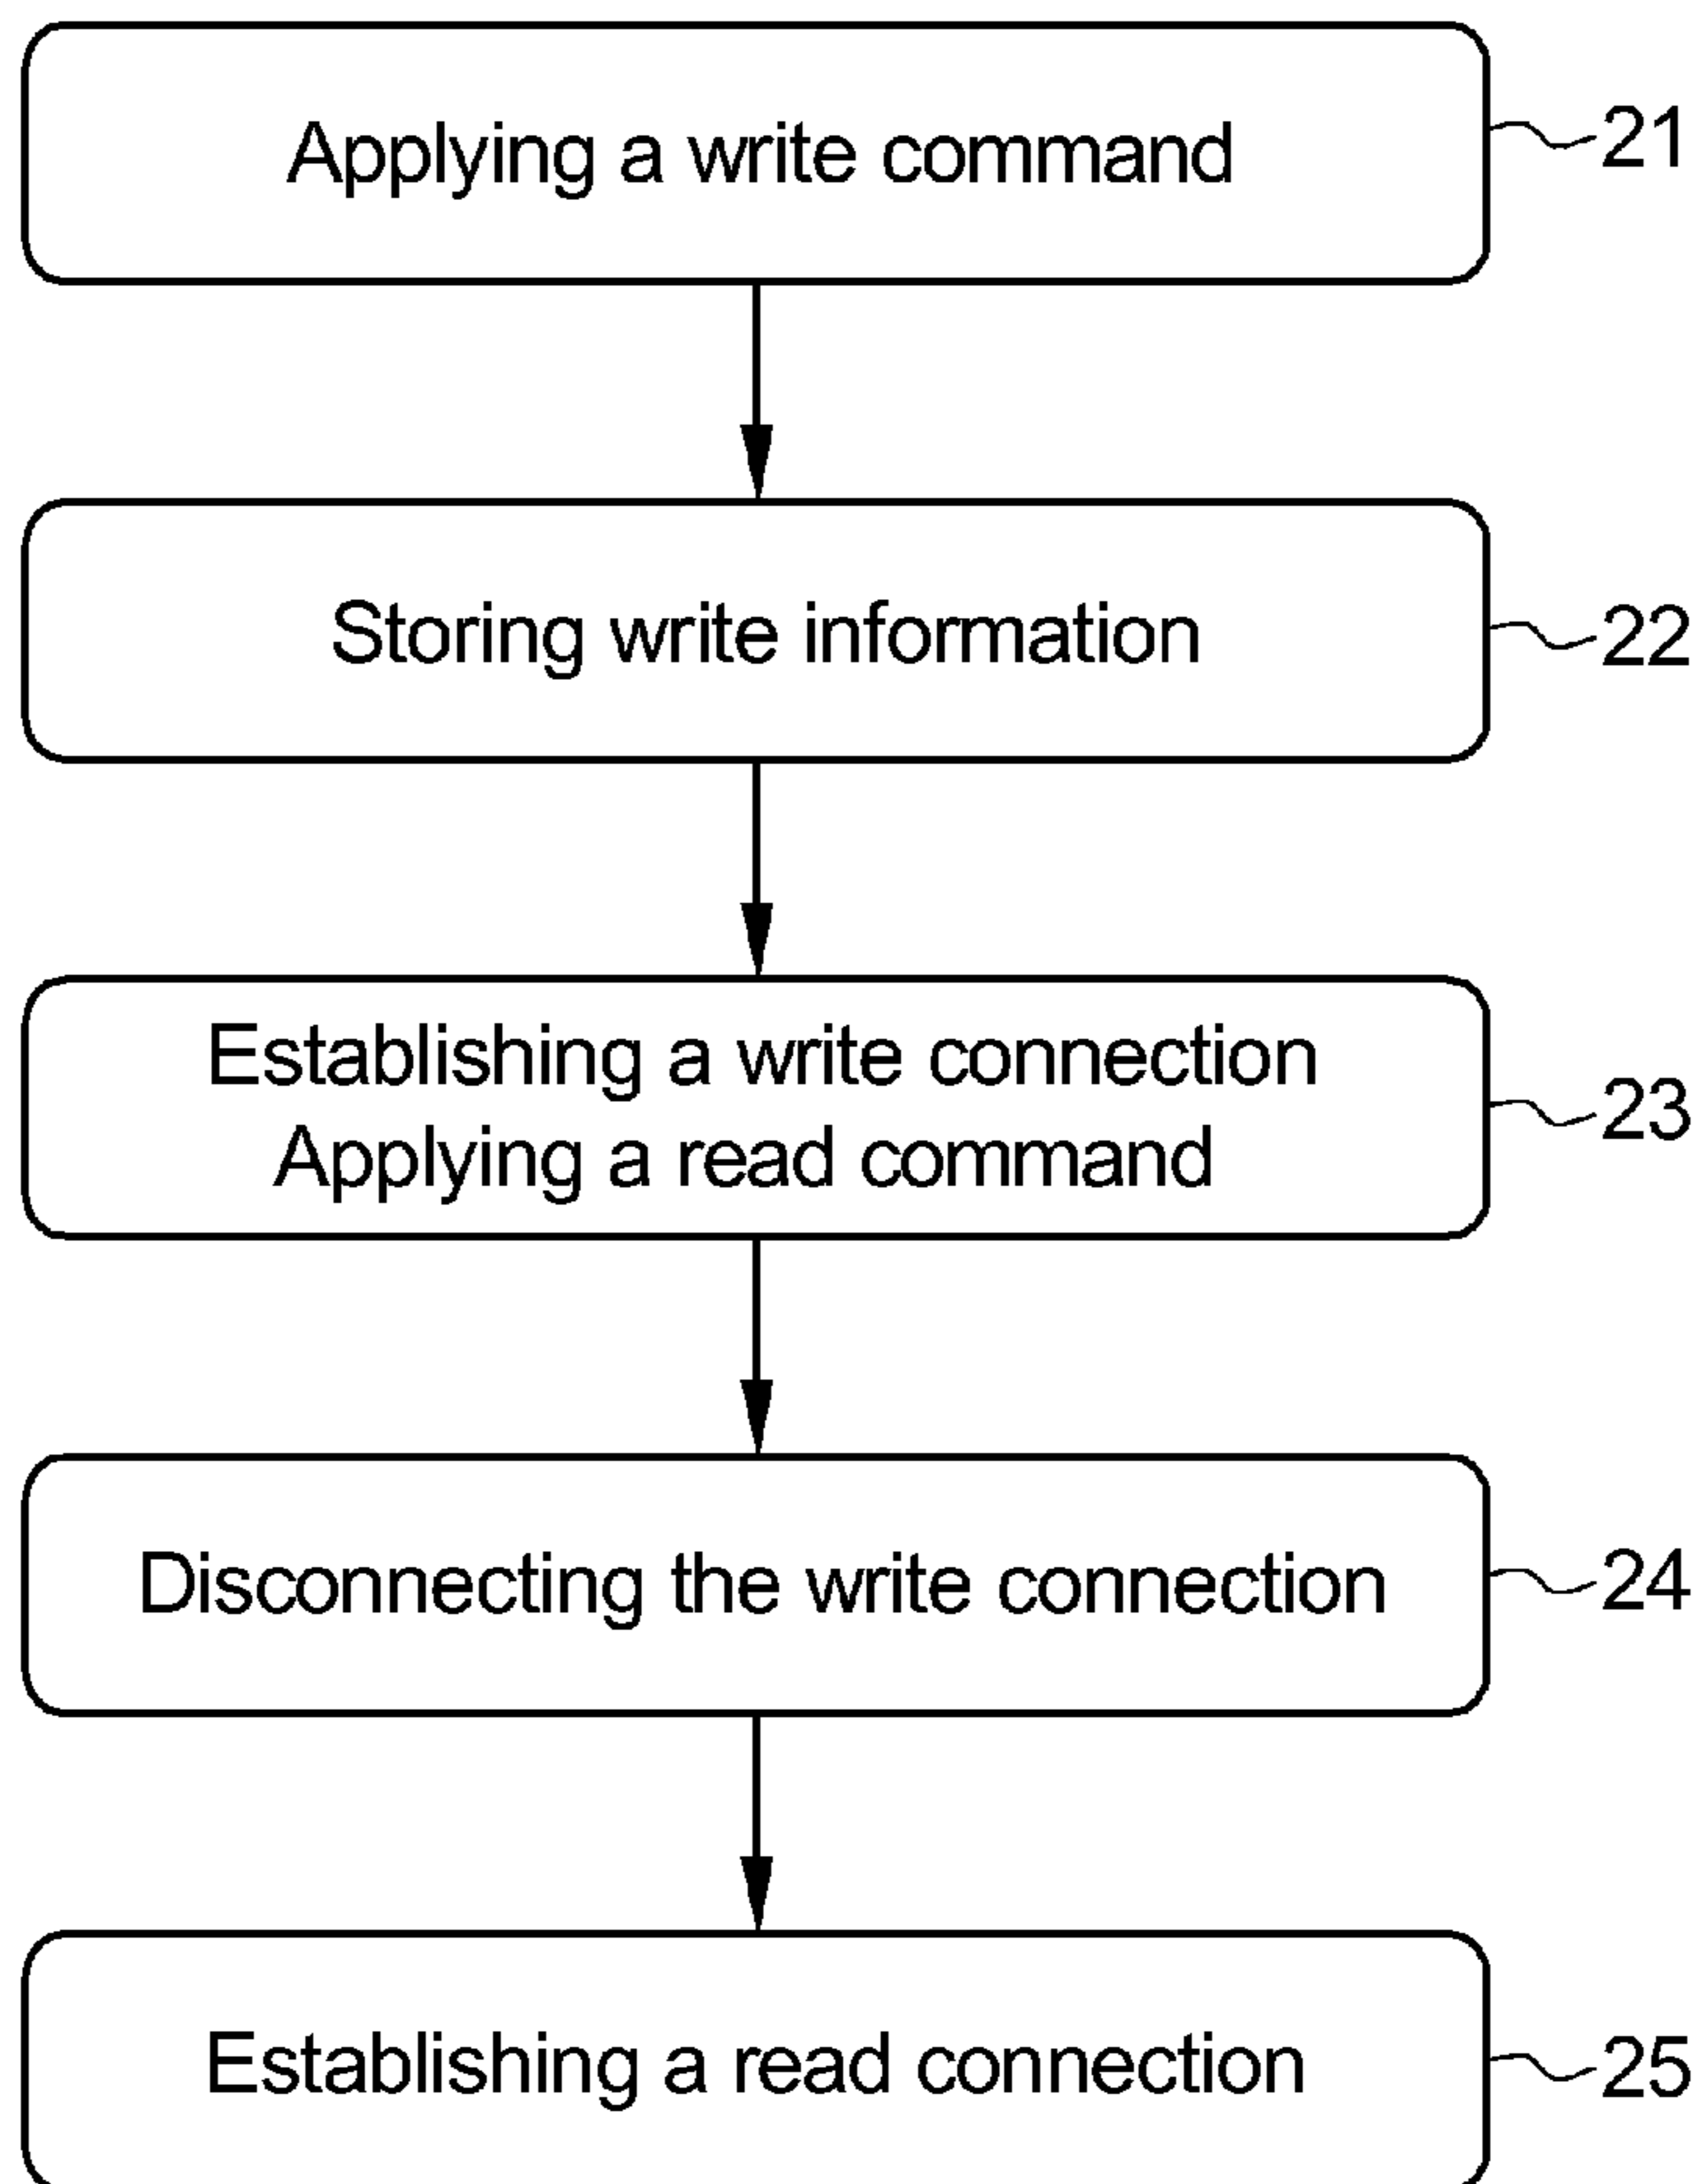 Applying a write command
21
Storing write information
22
Establishing a write connection
Applying a read command
23
Disconnecting the write connection
24
Establishing a read connection
25